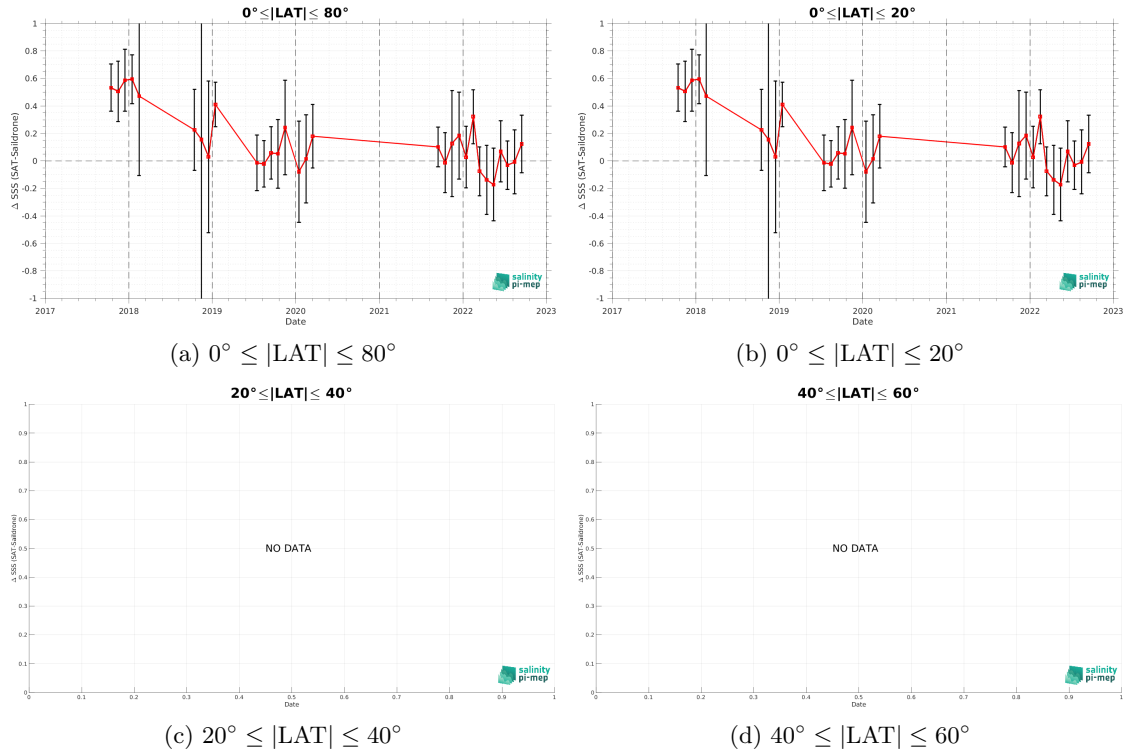 0°≤|LAT|≤ 80°
1
0.8
0.6
0.4
0.2
0
-0.2
-0.4
-0.6
-0.8
-1
Δ SSS (SAT-Saildrone)
2017 2018 2019 2020 2021 2022 2023
Date
salinity
pi-mep
(a) 0° ≤ |LAT| ≤ 80°
0°≤|LAT|≤ 20°
1
0.8
0.6
0.4
0.2
0
-0.2
-0.4
-0.6
-0.8
-1
Δ SSS (SAT-Saildrone)
2017 2018 2019 2020 2021 2022 2023
Date
salinity
pi-mep
(b) 0° ≤ |LAT| ≤ 20°
20°≤|LAT|≤ 40°
1
0.9
0.8
0.7
0.6
0.5
0.4
0.3
0.2
0.1
0
Δ SSS (SAT-Saildrone)
NO DATA
0 0.1 0.2 0.3 0.4 0.5 0.6 0.7 0.8 0.9 1
Date
salinity
pi-mep
(c) 20° ≤ |LAT| ≤ 40°
40°≤|LAT|≤ 60°
1
0.9
0.8
0.7
0.6
0.5
0.4
0.3
0.2
0.1
0
Δ SSS (SAT-Saildrone)
NO DATA
0 0.1 0.2 0.3 0.4 0.5 0.6 0.7 0.8 0.9 1
Date
salinity
pi-mep
(d) 40° ≤ |LAT| ≤ 60°